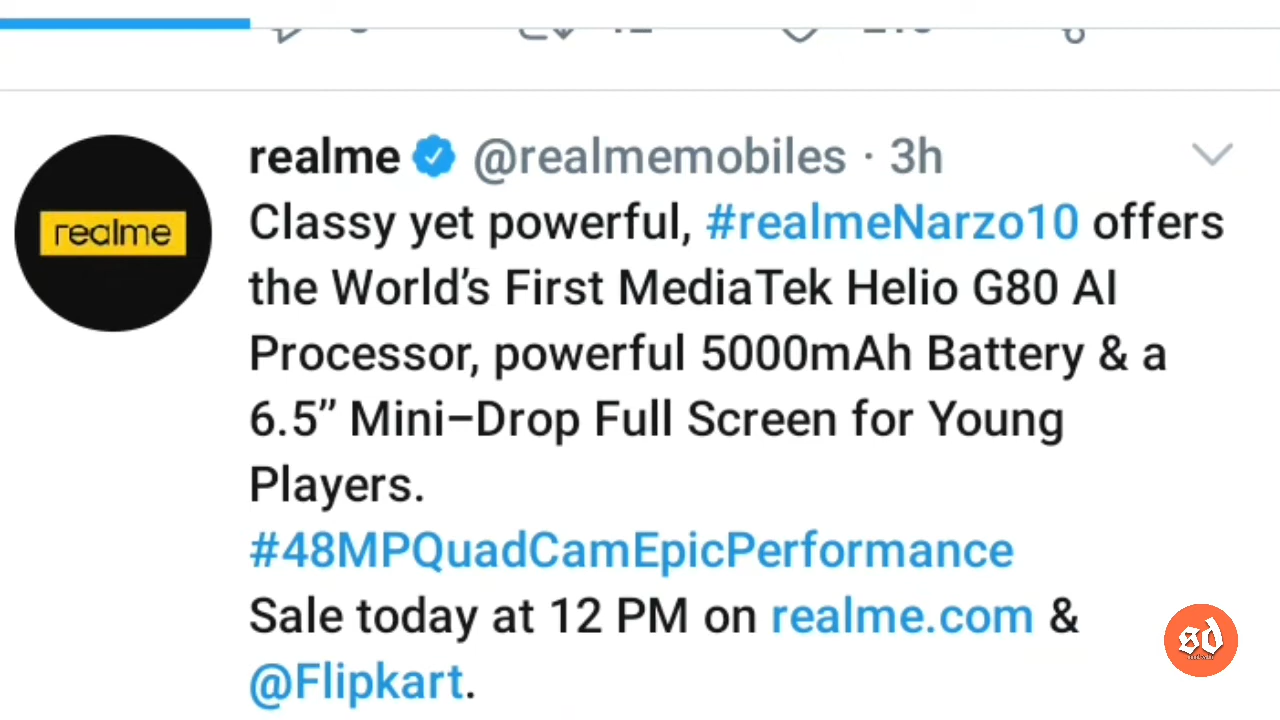 realme @realmemobiles · 3h
realme
Classy yet powerful, #realmeNarzo10 offers
the World’s First MediaTek Helio G80 AI
Processor, powerful 5000mAh Battery & a
6.5” Mini–Drop Full Screen for Young
Players.
#48MPQuadCamEpicPerformance
Sale today at 12 PM on realme.com &
@Flipkart.
sd